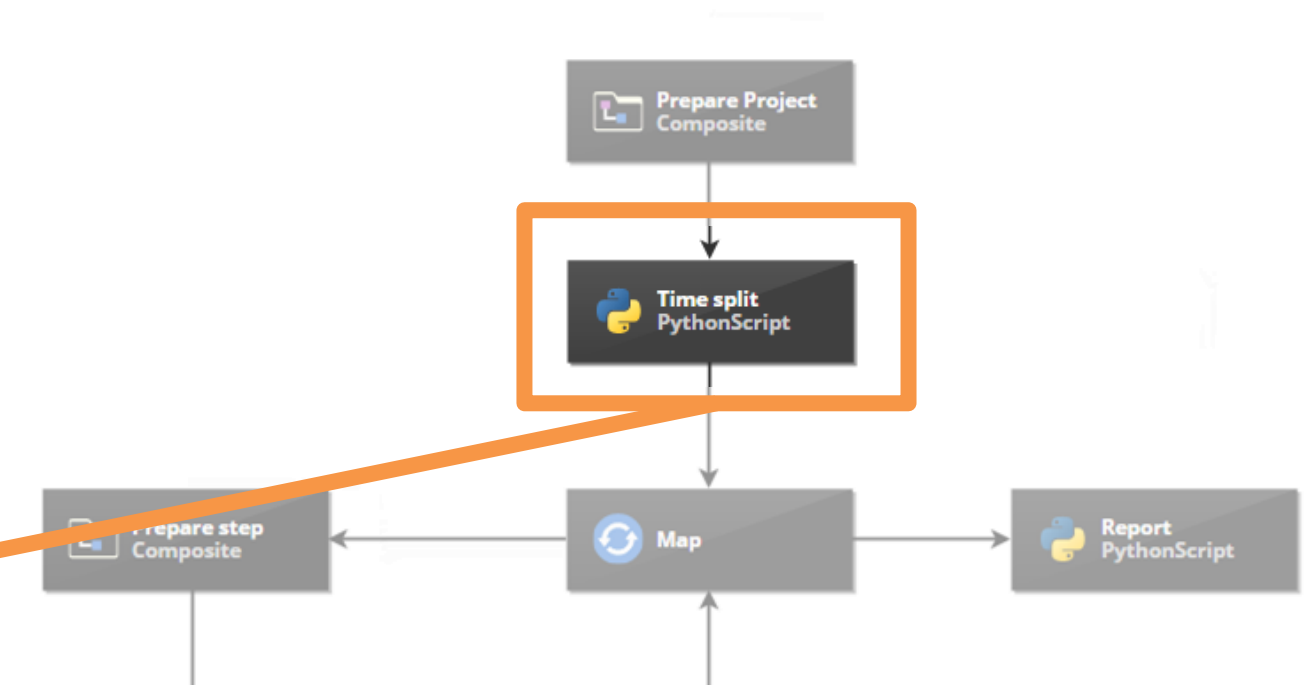 Prepare Project
Composite
Time split
PythonScript
Prepare step
Composite
Map
Report
PythonScript